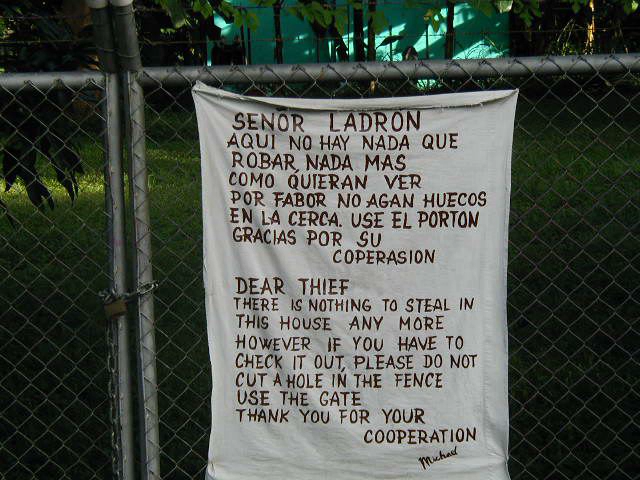 SEÑOR LADRON
AQUI NO HAY NADA QUE
ROBAR NADA MAS
COMO QUIERAN VER
POR FABOR NO AGAN HUECOS
EN LA CERCA. USE EL PORTON
GRACIAS POR SU
COPERASION
DEAR THIEF
THERE IS NOTHING TO STEAL IN
THIS HOUSE ANY MORE
HOWEVER IF YOU HAVE TO
CHECK IT OUT, PLEASE DO NOT
CUT A HOLE IN THE FENCE
USE THE GATE
THANK YOU FOR YOUR
COOPERATION
Michael